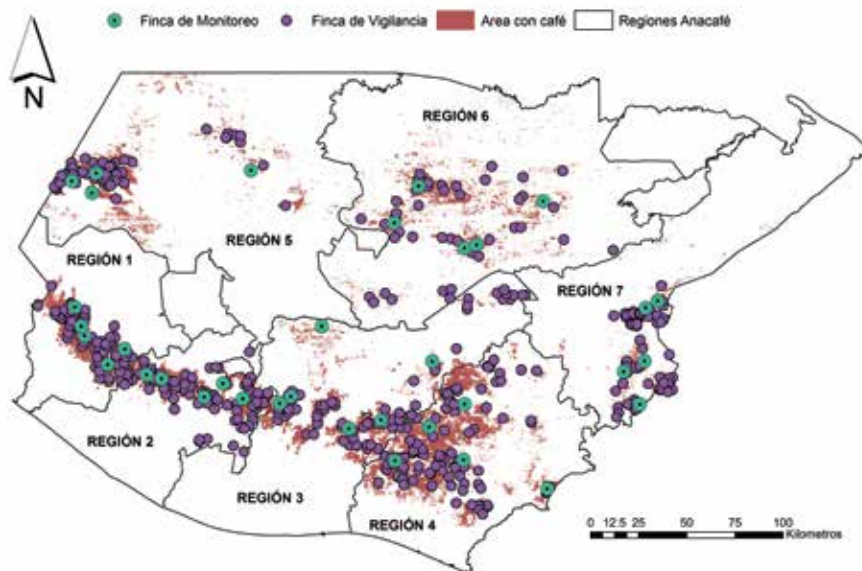 Finca de Monitoreo Finca de Vigilancia Area con café Regiones Anacafé
N
REGIÓN 6
REGIÓN 5
REGIÓN 1
REGIÓN 7
REGIÓN 2
REGIÓN 3
REGIÓN 4
0 12.5 25 50 75 100
Kilometros